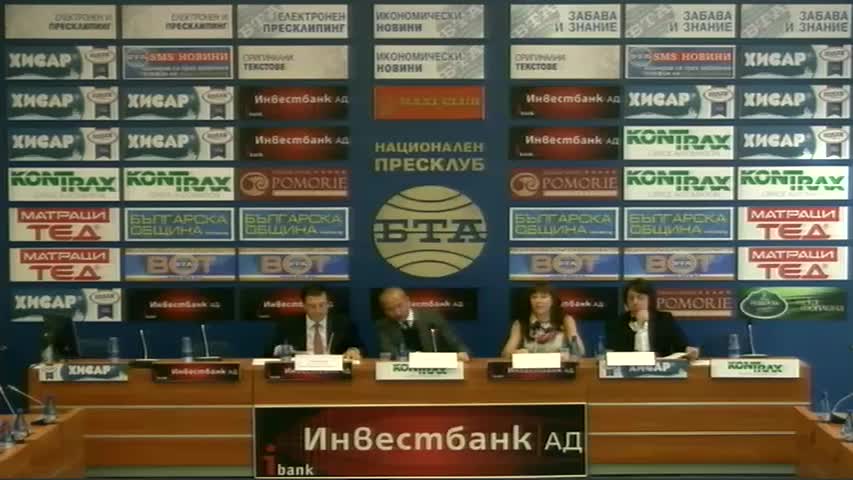 ЕЛЕКТРОНЕН И
ПРЕСКЛИПИНГ
ЕЛЕКТРОНЕН И
ПРЕСКЛИПИНГ
ЕЛЕКТРОНЕН
ПРЕСКЛИПИНГ
ИКОНОМИЧЕСКИ
НОВИНИ
БТА
ЗАБАВА
И ЗНАНИЕ
ЗАБАВА
И ЗНАНИЕ
ХИСАР
SMS НОВИНИ
ОРИГИНАЛНИ
ТЕКСТОВЕ
ИКОНОМИЧЕСКИ
НОВИНИ
ОРИГИНАЛНИ
ТЕКСТОВЕ
SMS НОВИНИ
ХИСАР
ХИСАР
ХИСАР
Инвестбанк АД
MAXI CLUB
Инвестбанк АД
ХИСАР
ХИСАР
ХИСАР
ХИСАР
Инвестбанк АД
НАЦИОНАЛЕН
ПРЕСКЛУБ
Инвестбанк АД
KONTRAX
ХИСАР
KONTRAX
KONTRAX
POMORIE
POMORIE
KONTRAX
KONTRAX
МАТРАЦИ
ТЕД
БЪЛГАРСКА
ОБЩИНА
БЪЛГАРСКА
ОБЩИНА
БТА
БЪЛГАРСКА
ОБЩИНА
БЪЛГАРСКА
ОБЩИНА
МАТРАЦИ
ТЕД
МАТРАЦИ
ТЕД
ВОТ
ВОТ
ВОТ
ВОТ
МАТРАЦИ
ТЕД
ХИСАР
Инвестбанк АД
Инвестбанк АД
POMORIE
ХИСАР
Инвестбанк АД
KONTRAX
Инвестбанк АД
ХИСАР
KONTRAX
Инвестбанк АД
ibank